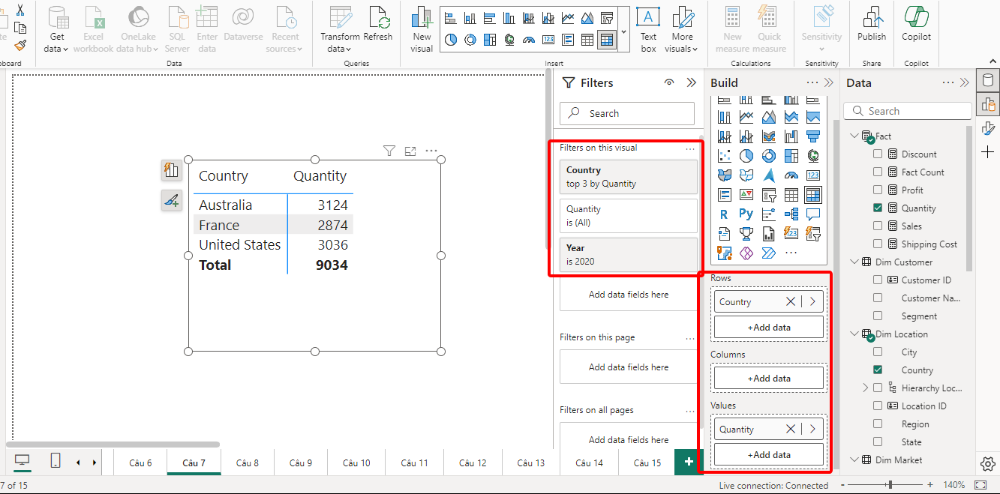 te
Get
data
Excel
workbook
OneLake
data hub
SQL
Server
Enter
data
Dataverse
Recent
sources
Transform
data
Refresh
New
visual
A
Text
box
More
visuals
New
measure
Quick
measure
Sensitivity
Publish
Copilot
board
Data
Queries
Insert
Calculations
Sensitivity
Share
Copilot
Country Quantity
Australia 3124
France 2874
United States 3036
Total 9034
Filters
Search
Filters on this visual ...
Country
top 3 by Quantity
Quantity
is (All)
Year
is 2020
Add data fields here
Filters on this page ...
Add data fields here
Filters on all pages ...
Add data fields here
Build ...
123
R Py
123
...
Rows
Country
+Add data
Columns
+Add data
Values
Quantity
+Add data
Data ...
Search
Fact
Discount
Fact Count
Profit
Quantity
Sales
Shipping Cost
Dim Customer
Customer ID
Customer Na...
Segment
Dim Location
City
Country
Hierarchy Loc...
Location ID
Region
State
Dim Market
Câu 6
Câu 7
Câu 8
Câu 9
Câu 10
Câu 11
Câu 12
Câu 13
Câu 14
Câu 15
+
7 of 15
Live connection: Connected
- + 140%